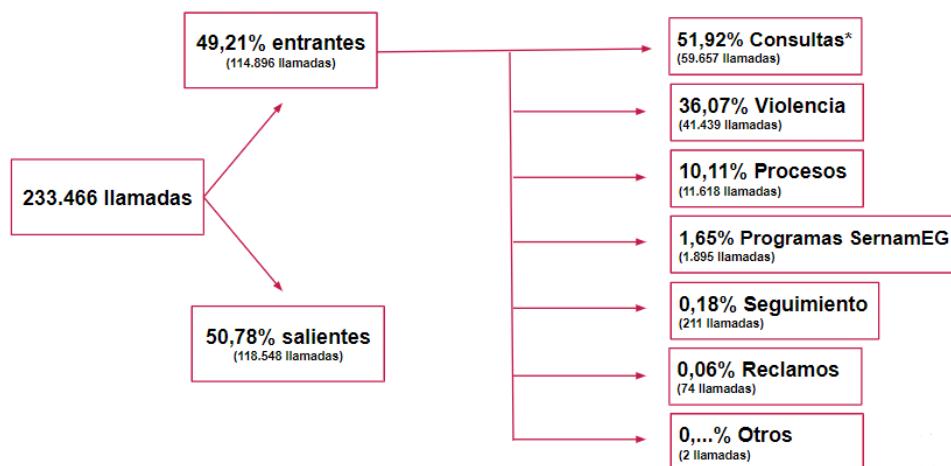 233.466 llamadas
49,21% entrantes
(114.896 llamadas)
50,78% salientes
(118.548 llamadas)
51,92% Consultas*
(59.657 llamadas)
36,07% Violencia
(41.439 llamadas)
10,11% Procesos
(11.618 llamadas)
1,65% Programas SernamEG
(1.895 llamadas)
0,18% Seguimiento
(211 llamadas)
0,06% Reclamos
(74 llamadas)
0,...% Otros
(2 llamadas)